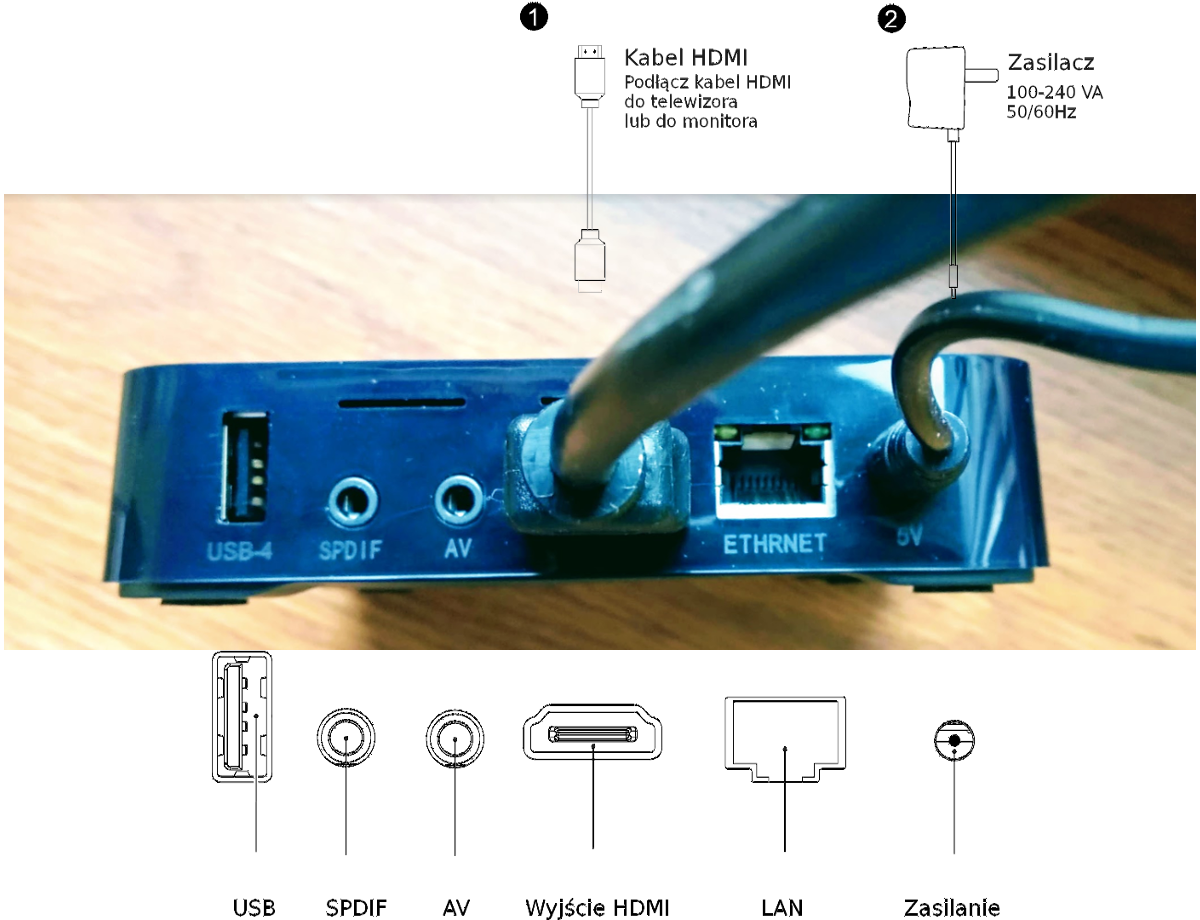 1
Kabel HDMI
Podłącz kabel HDMI
do telewizora
lub do monitora
2
Zasilacz
100-240 VA
50/60Hz
USB-4
SPDIF
AV
ETHRNET
5V
USB
SPDIF
AV
Wyjście HDMI
LAN
Zasilanie